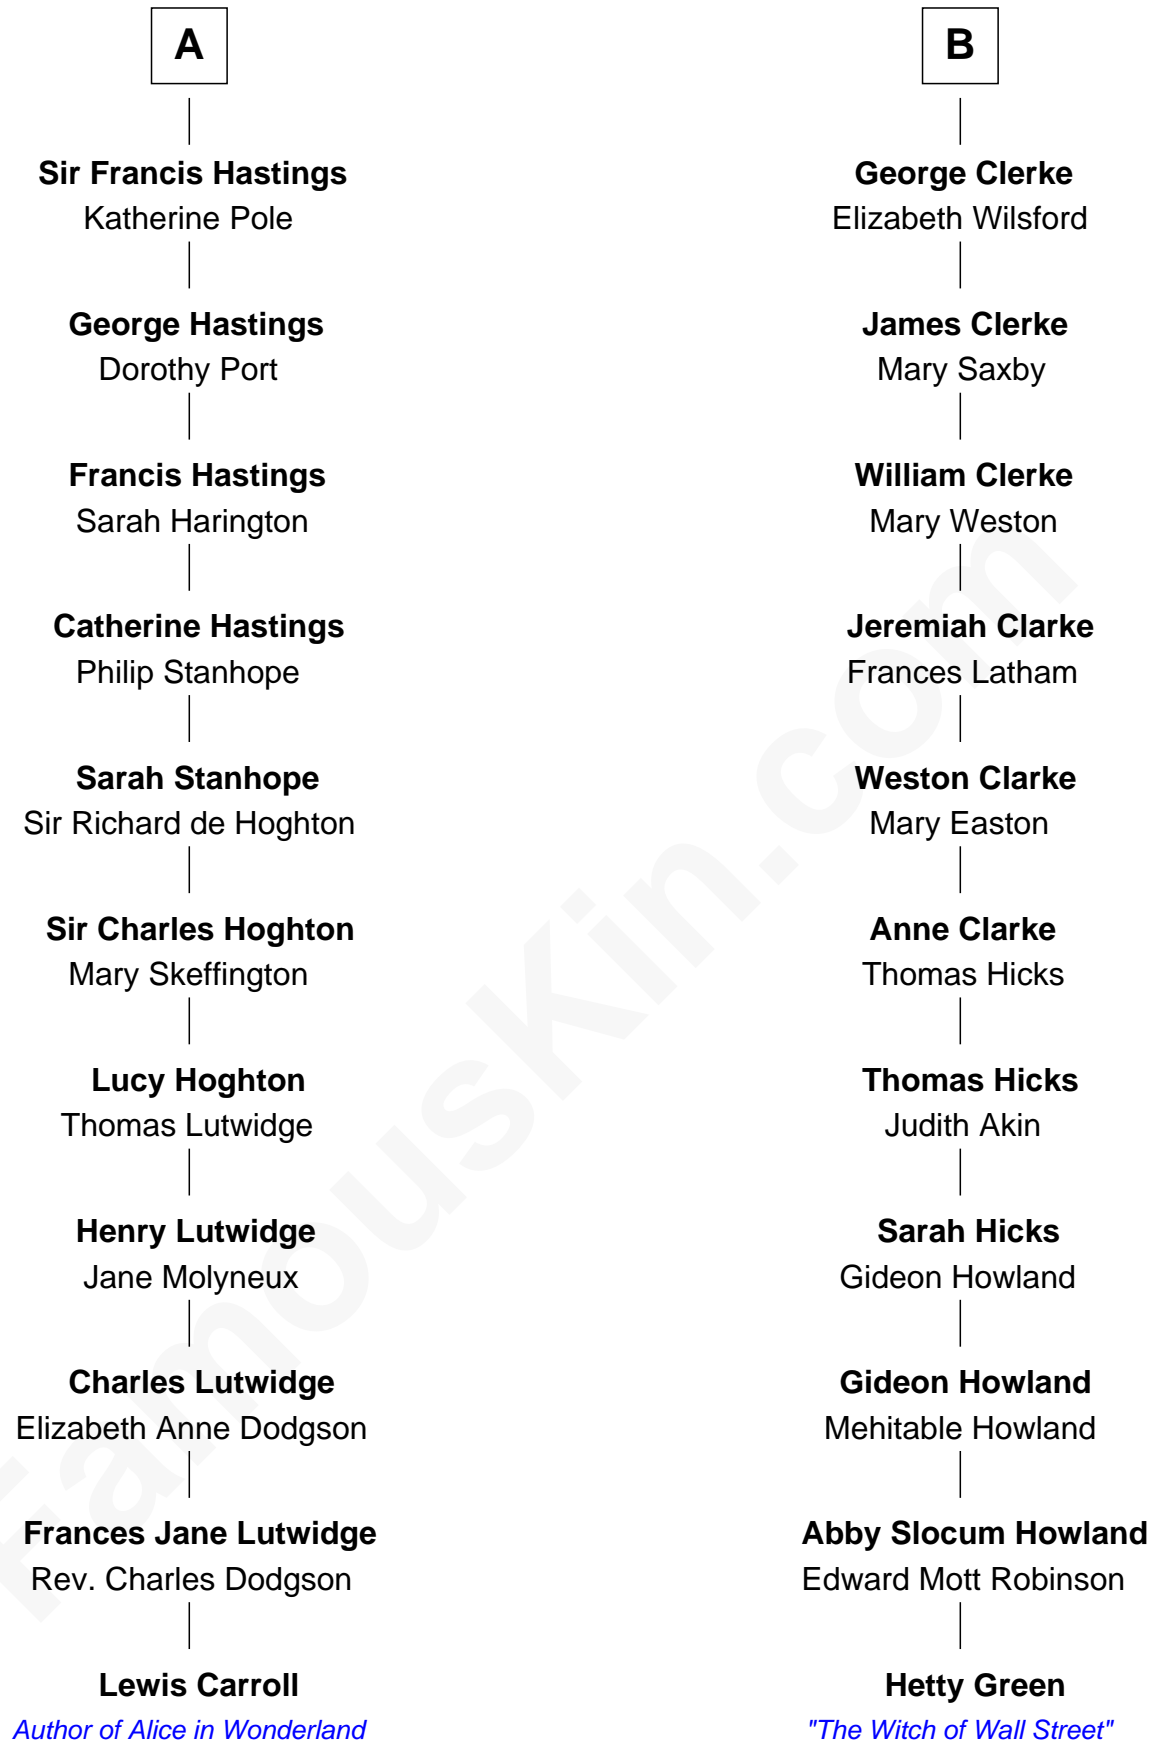 A
Sir Francis Hastings
Katherine Pole
George Hastings
Dorothy Port
Francis Hastings
Sarah Harington
Catherine Hastings
Philip Stanhope
Sarah Stanhope
Sir Richard de Hoghton
Sir Charles Hoghton
Mary Skeffington
Lucy Hoghton
Thomas Lutwidge
Henry Lutwidge
Jane Molyneux
Charles Lutwidge
Elizabeth Anne Dodgson
Frances Jane Lutwidge
Rev. Charles Dodgson
Lewis Carroll
Author of Alice in Wonderland
B
George Clerke
Elizabeth Wilsford
James Clerke
Mary Saxby
William Clerke
Mary Weston
Jeremiah Clarke
Frances Latham
Weston Clarke
Mary Easton
Anne Clarke
Thomas Hicks
Thomas Hicks
Judith Akin
Sarah Hicks
Gideon Howland
Gideon Howland
Mehitable Howland
Abby Slocum Howland
Edward Mott Robinson
Hetty Green
"The Witch of Wall Street"
FamousKin.com